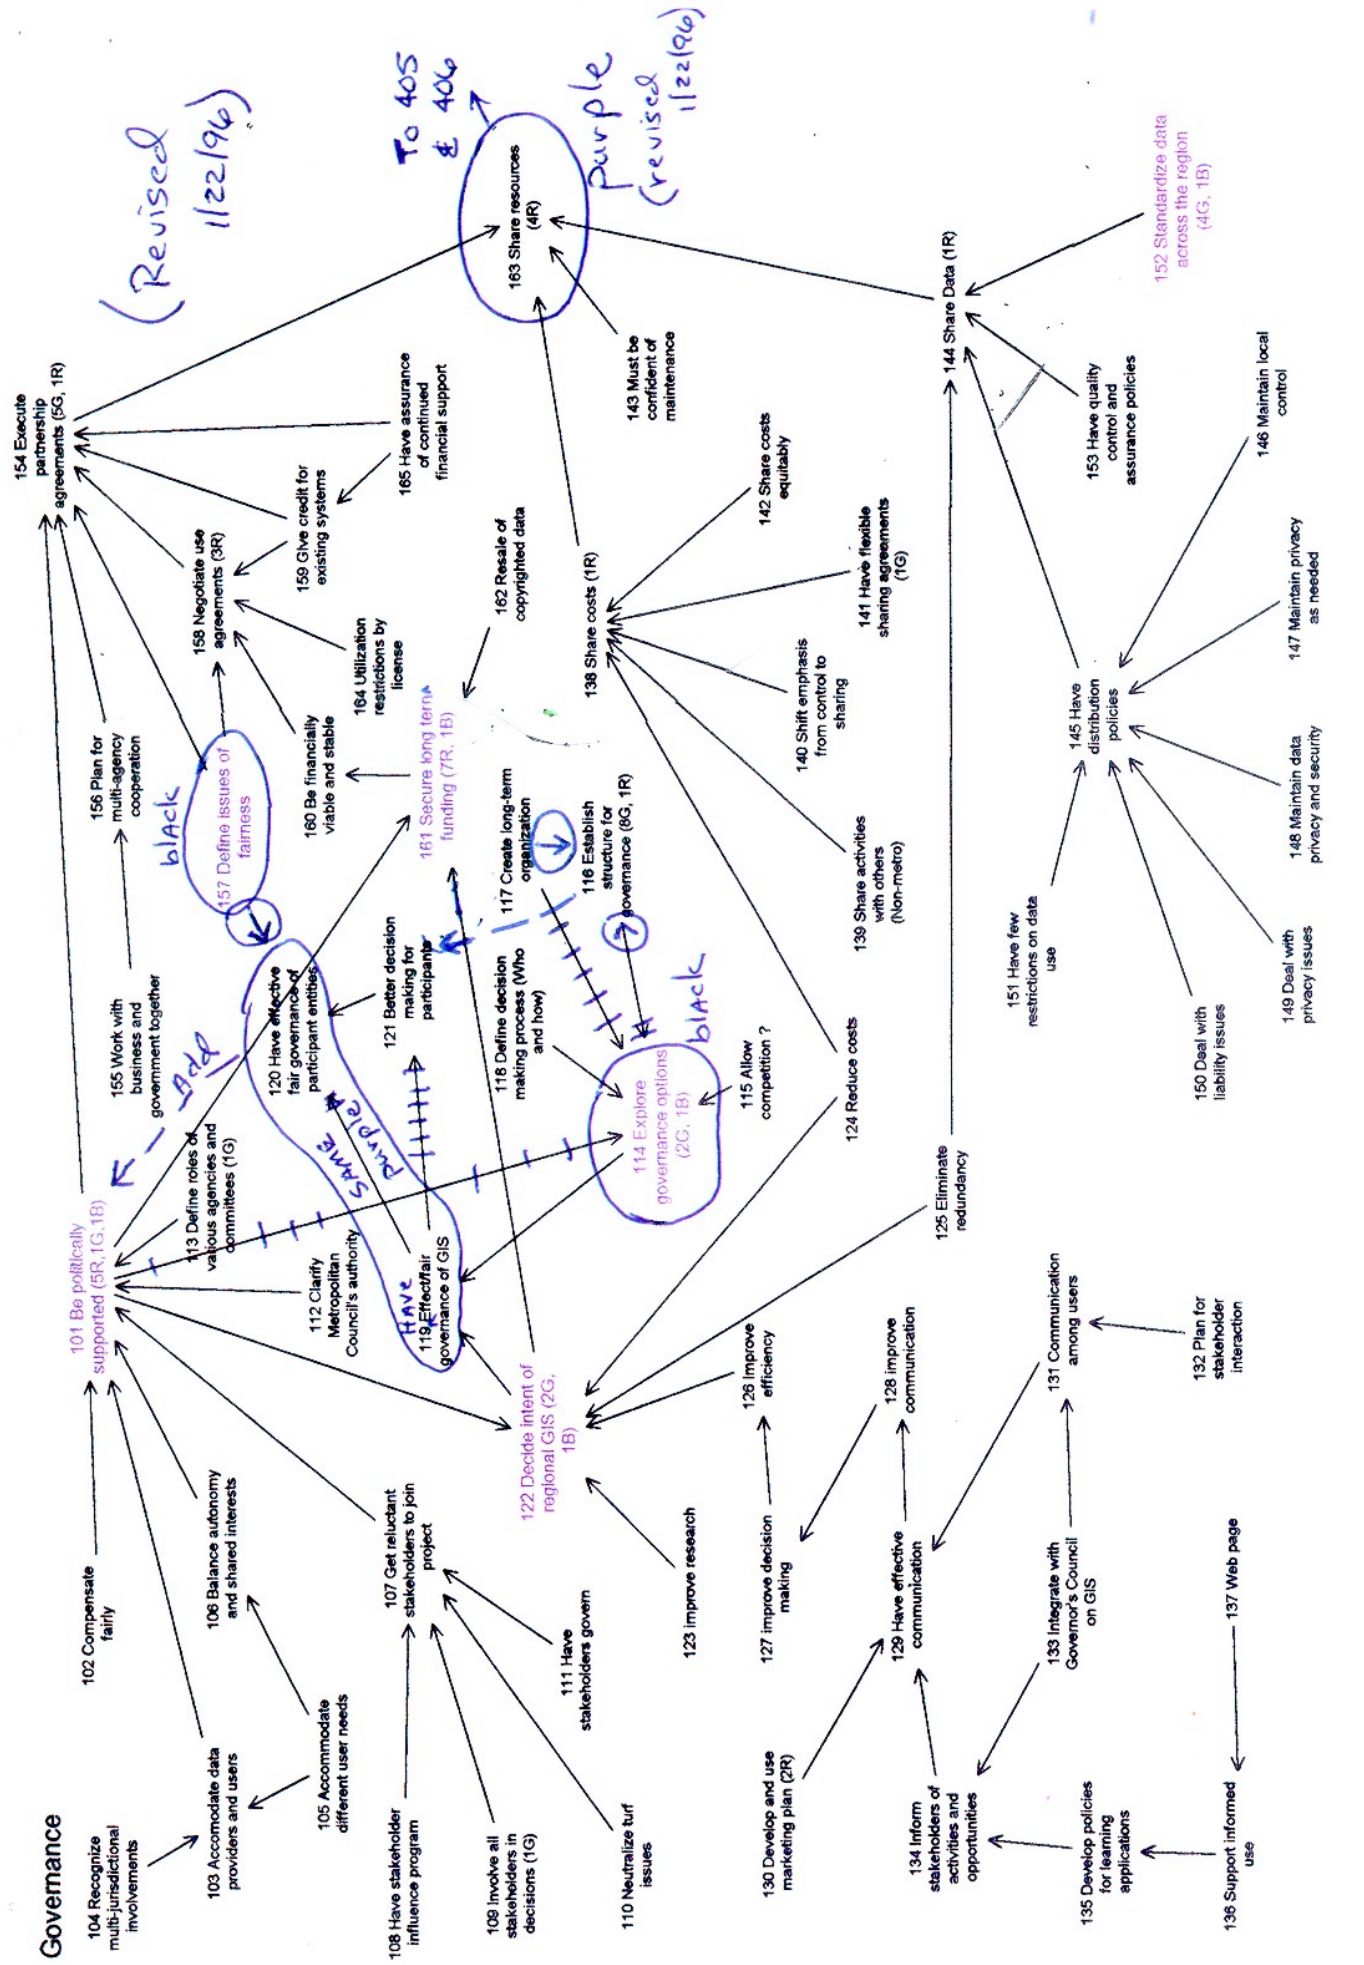 Governance
104 Recognize
multi-jurisdictional
involvements
103 Accomodate data
providers and users
105 Accommodate
different user needs
102 Compensate
fairly
106 Balance autonomy
and shared interests
108 Have stakeholder
influence program
109 Involve all
stakeholders in
decisions (1G)
110 Neutralize turf
issues
111 Have
stakeholders govern
107 Get reluctant
stakeholders to join
project
101 Be politically
supported (5R,1G,1B)
112 Clarify
Metropolitan
Council's authority
113 Define roles of
various agencies and
committees (1G)
Add
155 Work with
business and
government together
156 Plan for
multi-agency
cooperation
154 Execute
partnership
agreements (5G, 1R)
(Revised
1/22/96)
black
157 Define issues of
fairness
158 Negotiate use
agreements (3R)
159 Give credit for
existing systems
165 Have assurance
of continued
financial support
160 Be financially
viable and stable
164 Utilization
restrictions by
license
162 Resale of
copyrighted data
161 Secure long term
funding (7R, 1B)
120 Have effective
fair governance of
participant entities
SAME
purple
HAVE
119 Effect/fair
governance of GIS
121 Better decision
making for
participants
118 Define decision
making process (Who
and how)
117 Create long-term
organization
116 Establish
structure for
governance (8G, 1R)
114 Explore
governance options
(2G, 1B)
black
115 Allow
competition ?
122 Decide intent of
regional GIS (2G,
1B)
123 improve research
124 Reduce costs
125 Eliminate
redundancy
126 Improve
efficiency
127 improve decision
making
128 improve
communication
129 Have effective
communication
130 Develop and use
marketing plan (2R)
131 Communication
among users
132 Plan for
stakeholder
interaction
133 Integrate with
Governor's Council
on GIS
134 Inform
stakeholders of
activities and
opportunities
135 Develop policies
for learning
applications
136 Support informed
use
137 Web page
138 Share costs (1R)
139 Share activities
with others
(Non-metro)
140 Shift emphasis
from control to
sharing
141 Have flexible
sharing agreements
(1G)
142 Share costs
equitably
143 Must be
confident of
maintenance
163 Share resources
(4R)
To 405
& 406
purple
(revised
1/22/96)
144 Share Data (1R)
152 Standardize data
across the region
(4G, 1B)
153 Have quality
control and
assurance policies
145 Have
distribution
policies
146 Maintain local
control
147 Maintain privacy
as needed
148 Maintain data
privacy and security
149 Deal with
privacy issues
150 Deal with
liability issues
151 Have few
restrictions on data
use